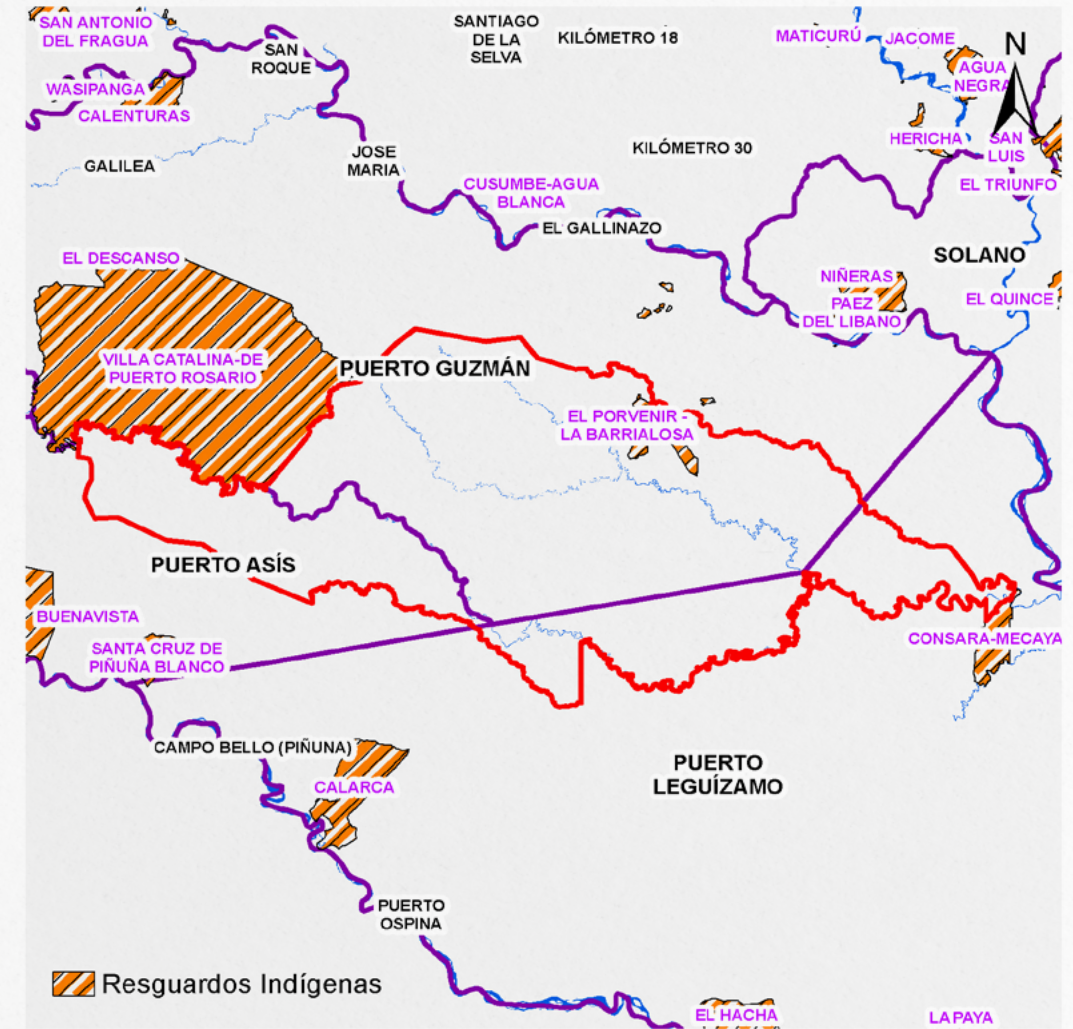 SAN ANTONIO
DEL FRAGUA
SANTIAGO
DE LA
SELVA
KILÓMETRO 18
MATICURÚ
JACOME
N
SAN
ROQUE
AGUA
NEGRA
WASIPANGA
CALENTURAS
HERICHA
SAN
LUIS
KILÓMETRO 30
JOSE
MARIA
GALILEA
CUSUMBE-AGUA
BLANCA
EL TRIUNFO
EL GALLINAZO
SOLANO
EL DESCANSO
NIÑERAS
PAEZ
DEL LIBANO
EL QUINCE
VILLA CATALINA-DE
PUERTO ROSARIO
PUERTO GUZMÁN
EL PORVENIR -
LA BARRIALOSA
PUERTO ASÍS
BUENAVISTA
SANTA CRUZ DE
PIÑUÑA BLANCO
CONSARA-MECAYA
CAMPO BELLO (PIÑUNA)
PUERTO
LEGUÍZAMO
CALARCA
PUERTO
OSPINA
Resguardos Indígenas
EL HACHA
LA PAYA